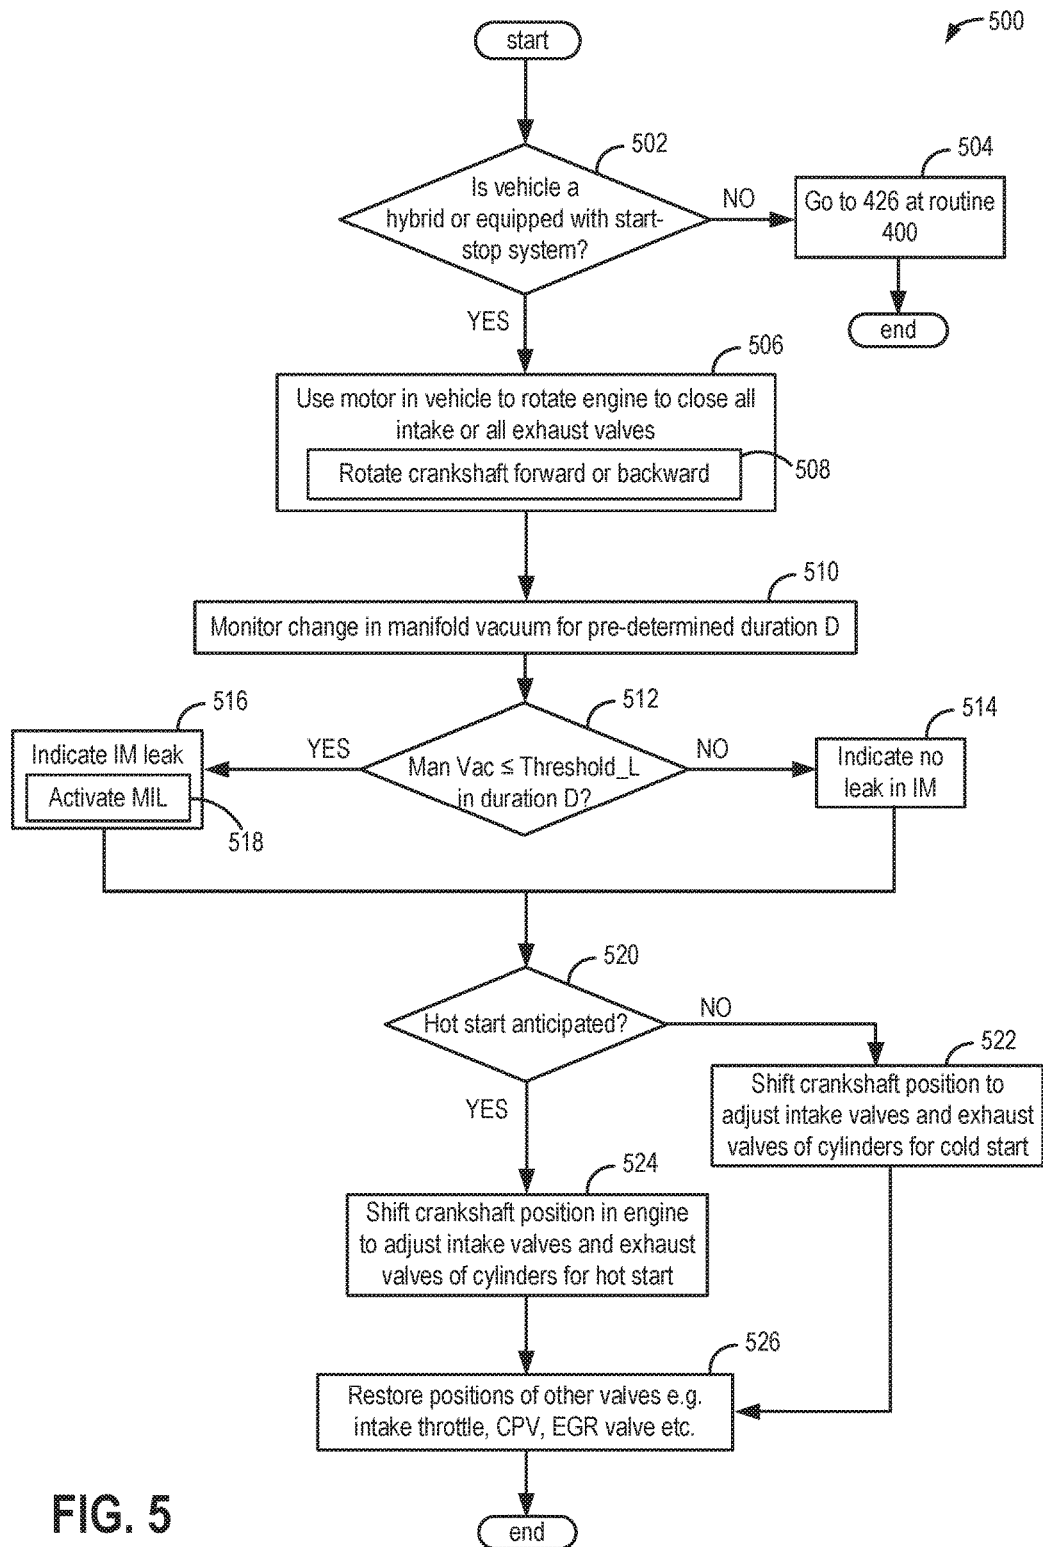 start
500
502
Is vehicle a
hybrid or equipped with start-
stop system?
NO
504
Go to 426 at routine
400
end
YES
506
Use motor in vehicle to rotate engine to close all
intake or all exhaust valves
Rotate crankshaft forward or backward
508
510
Monitor change in manifold vacuum for pre-determined duration D
512
Man Vac ≤ Threshold_L
in duration D?
YES
516
Indicate IM leak
Activate MIL
518
NO
514
Indicate no
leak in IM
520
Hot start anticipated?
NO
522
Shift crankshaft position to
adjust intake valves and exhaust
valves of cylinders for cold start
YES
524
Shift crankshaft position in engine
to adjust intake valves and exhaust
valves of cylinders for hot start
526
Restore positions of other valves e.g.
intake throttle, CPV, EGR valve etc.
end
FIG. 5